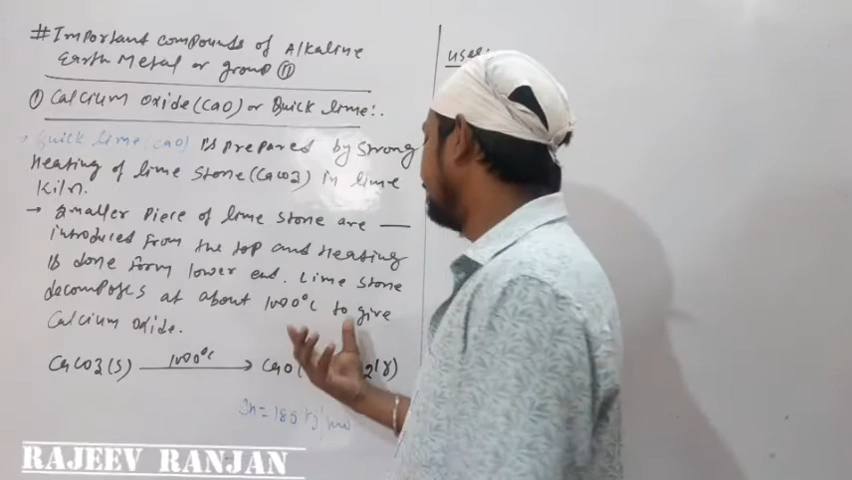 # Important compounds of Alkaline
Earth Metal or group II
① Calcium oxide (CaO) or Quick lime:.
→ Quick lime (CaO) is prepared by strong
Heating of lime stone (CaCO3) in lime
Kiln.
→ Smaller Piece of lime stone are —
introduced from the top and Heating
is done form lower end. Lime stone
decomposes at about 1000°C to give
Calcium oxide.
CaCO3(s) 1000°C → CaO( 2(g)
= 180 KJ/mol
uses
RAJEEV RANJAN